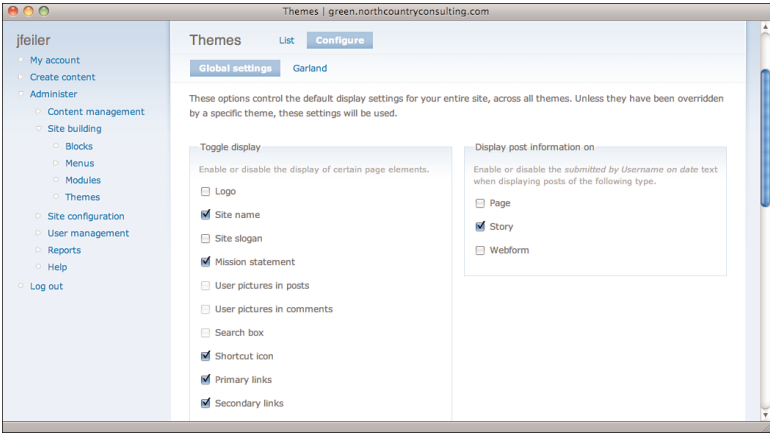 Themes | green.northcountryconsulting.com
jfeiler
My account
Create content
Administer
Content management
Site building
Blocks
Menus
Modules
Themes
Site configuration
User management
Reports
Help
Log out
Themes List Configure
Global settings Garland
These options control the default display settings for your entire site, across all themes. Unless they have been overridden
by a specific theme, these settings will be used.
Toggle display
Enable or disable the display of certain page elements.
Logo
Site name
Site slogan
Mission statement
User pictures in posts
User pictures in comments
Search box
Shortcut icon
Primary links
Secondary links
Display post information on
Enable or disable the submitted by Username on date text
when displaying posts of the following type.
Page
Story
Webform